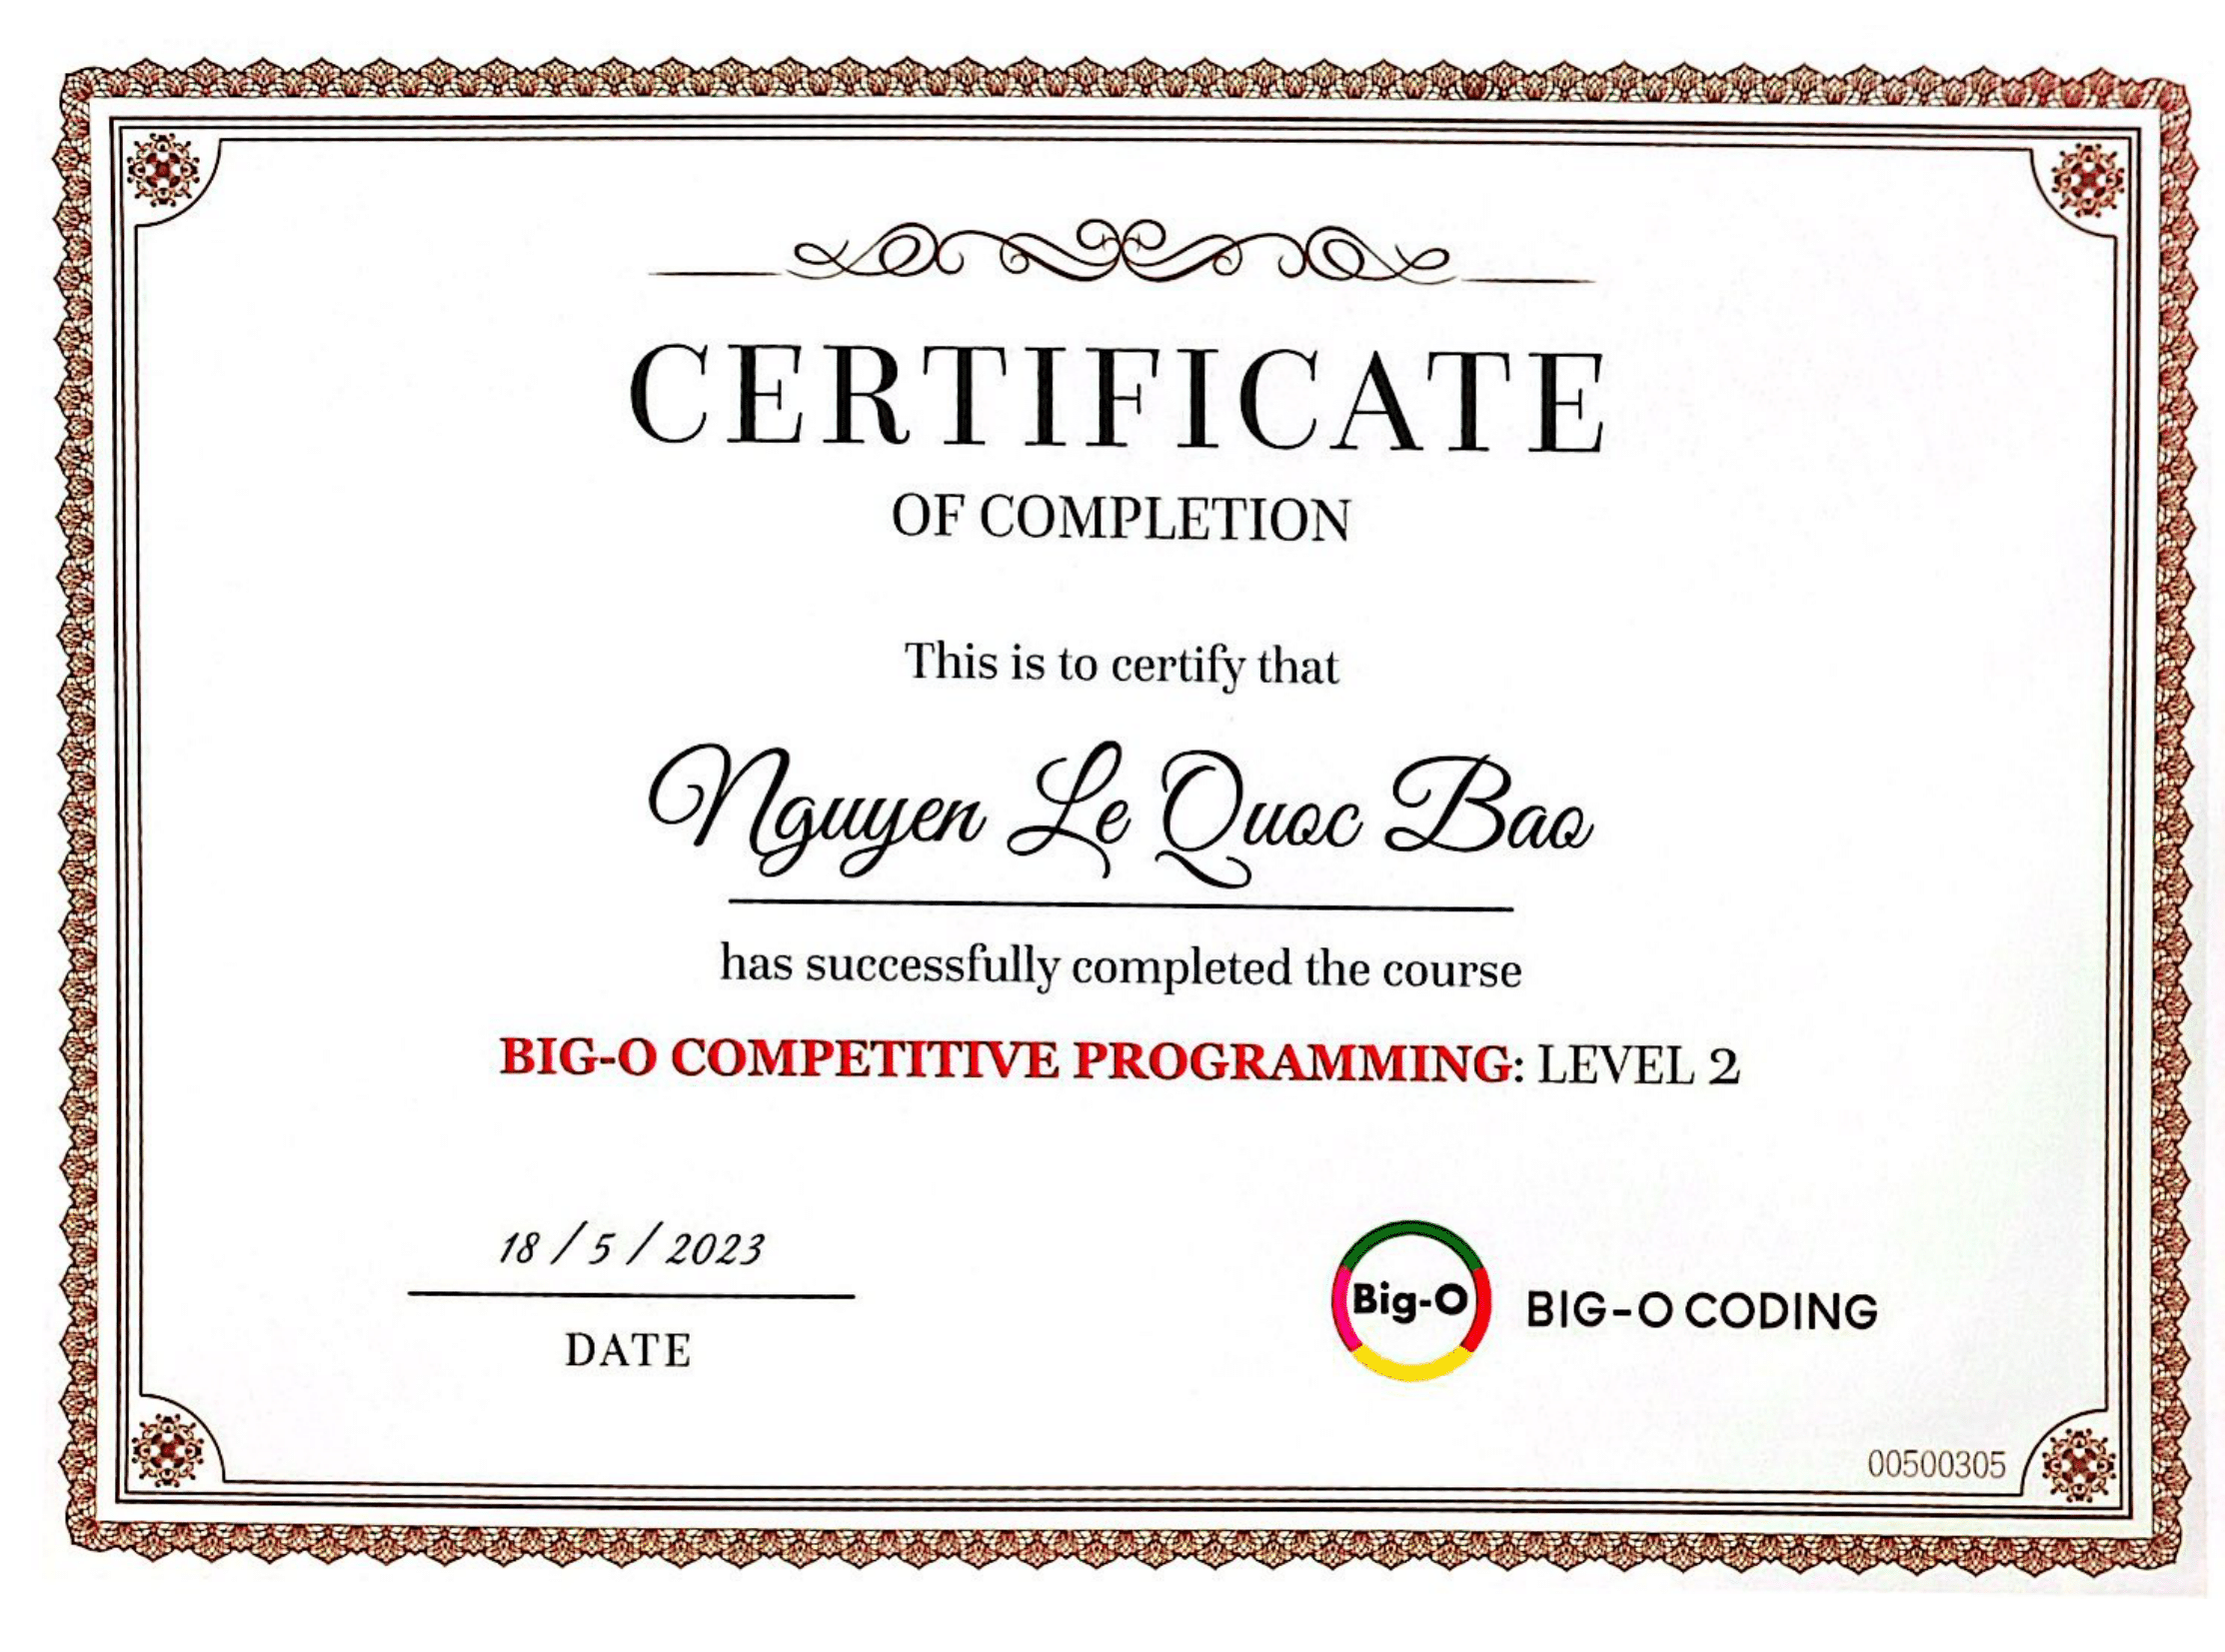 CERTIFICATE
OF COMPLETION
This is to certify that
Nguyen Le Quoc Bao
has successfully completed the course
BIG-O COMPETITIVE PROGRAMMING: LEVEL 2
18 / 5 / 2023
DATE
Big-O
BIG-O CODING
00500305